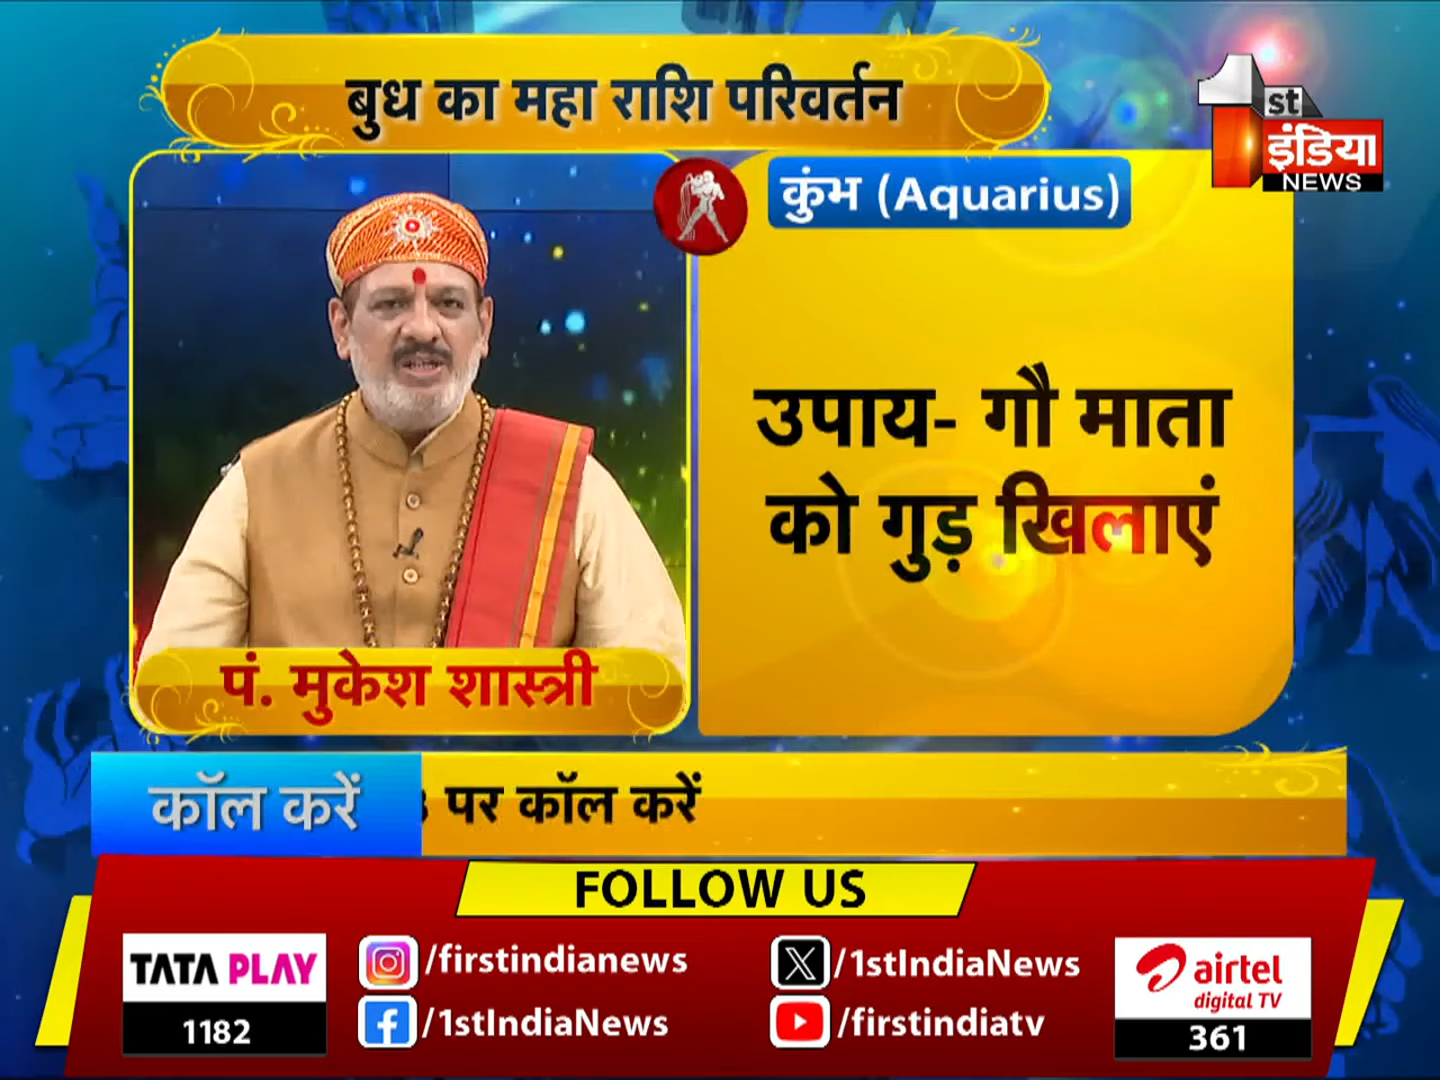 बुध का महा राशि परिवर्तन
1st
इंडिया
NEWS
कुंभ (Aquarius)
उपाय- गौ माता
को गुड़ खिलाएं
पं. मुकेश शास्त्री
कॉल करें
पर कॉल करें
FOLLOW US
TATA PLAY
1182
/firstindianews
/1stIndiaNews
/1stIndiaNews
/firstindiatv
airtel
digital TV
361